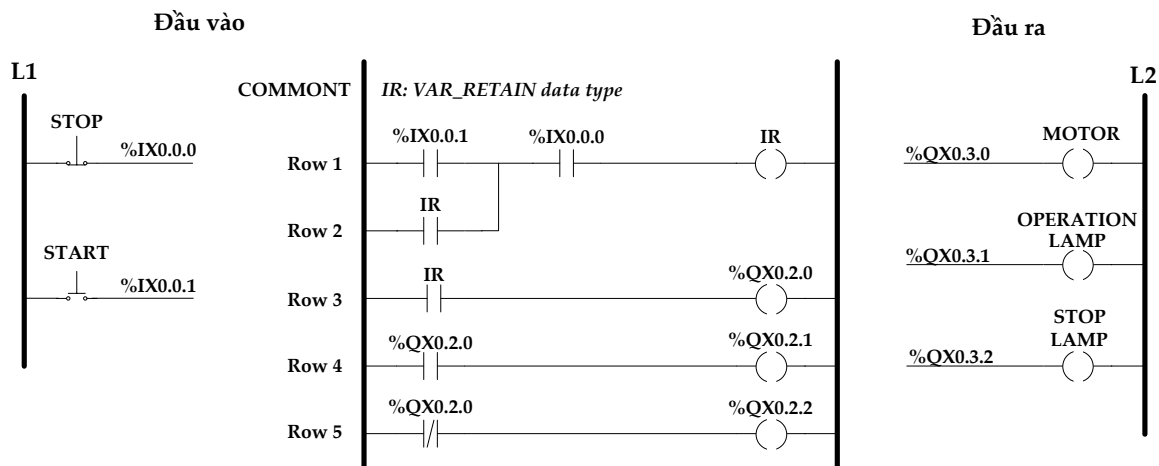 Đầu vào
Đầu ra
L1
L2
COMMONT
IR: VAR_RETAIN data type
STOP
%IX0.0.0
Row 1
%IX0.0.1
%IX0.0.0
IR
%QX0.3.0
MOTOR
Row 2
IR
START
%IX0.0.1
Row 3
IR
%QX0.2.0
%QX0.3.1
OPERATION
LAMP
Row 4
%QX0.2.0
%QX0.2.1
%QX0.3.2
STOP
LAMP
Row 5
%QX0.2.0
%QX0.2.2